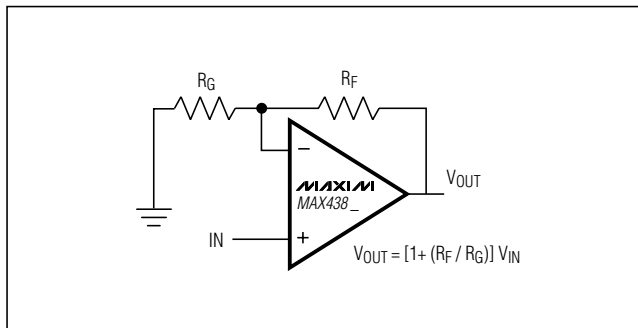 RG
RF
−
MAXIM
MAX438_
VOUT
IN
+
VOUT = [1+ (RF / RG)] VIN